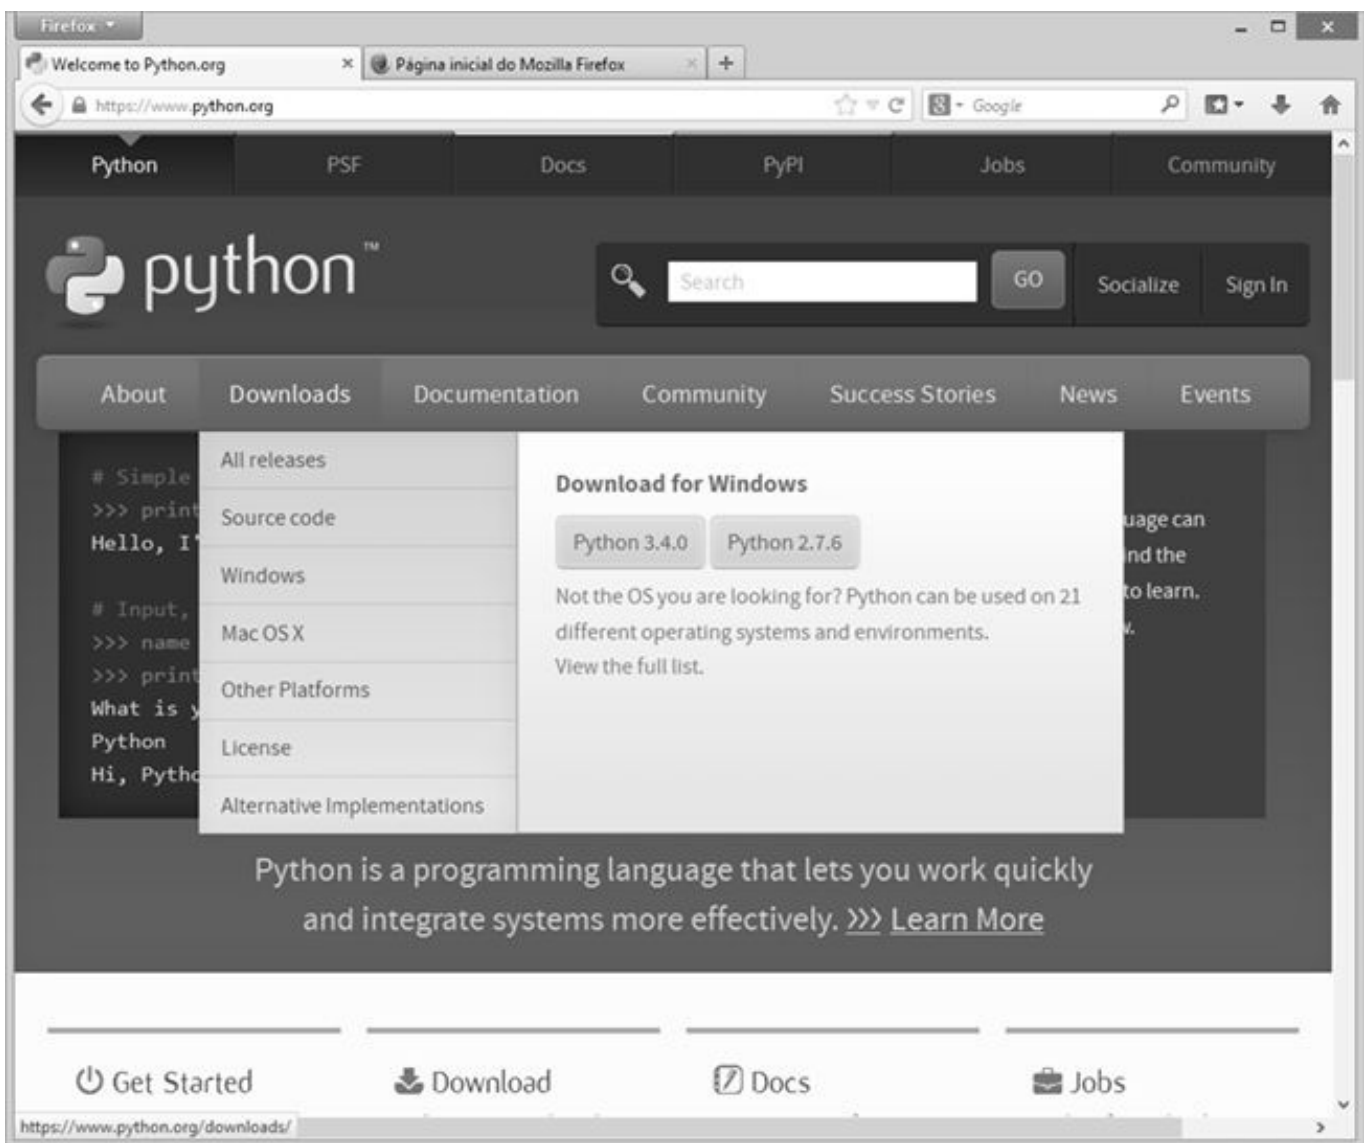 Firefox
Welcome to Python.org
Página inicial do Mozilla Firefox
https://www.python.org
Google
Python PSF Docs PyPI Jobs Community
python™
Search GO Socialize Sign In
About Downloads Documentation Community Success Stories News Events
# Simple
>>> print
Hello, I'
# Input,
>>> name
>>> print
What is y
Python
Hi, Pytho
All releases
Source code
Windows
Mac OS X
Other Platforms
License
Alternative Implementations
Download for Windows
Python 3.4.0 Python 2.7.6
Not the OS you are looking for? Python can be used on 21
different operating systems and environments.
View the full list.
uage can
ind the
to learn.
Python is a programming language that lets you work quickly
and integrate systems more effectively. >>> Learn More
Get Started Download Docs Jobs
https://www.python.org/downloads/